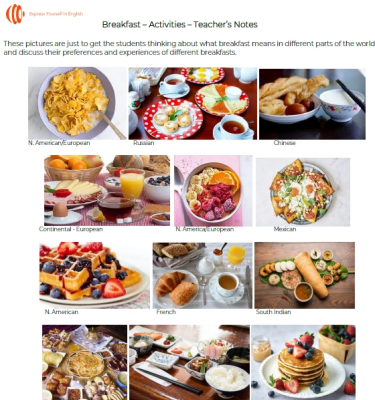 Express Yourself in English
Breakfast – Activities – Teacher's Notes
These pictures are just to get the students thinking about what breakfast means in different parts of the world
and discuss their preferences and experiences of different breakfasts.
N. American/European
Russian
Chinese
Continental - European
N. America/European
Mexican
N. American
French
South Indian